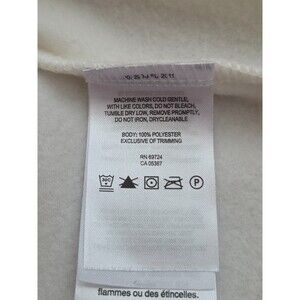 MACHINE WASH COLD GENTLE,
WITH LIKE COLORS, DO NOT BLEACH,
TUMBLE DRY LOW, REMOVE PROMPTLY,
DO NOT IRON, DRYCLEANABLE
BODY: 100% POLYESTER
EXCLUSIVE OF TRIMMING
RN 69724
CA 05367
P
flammes ou des étincelles.